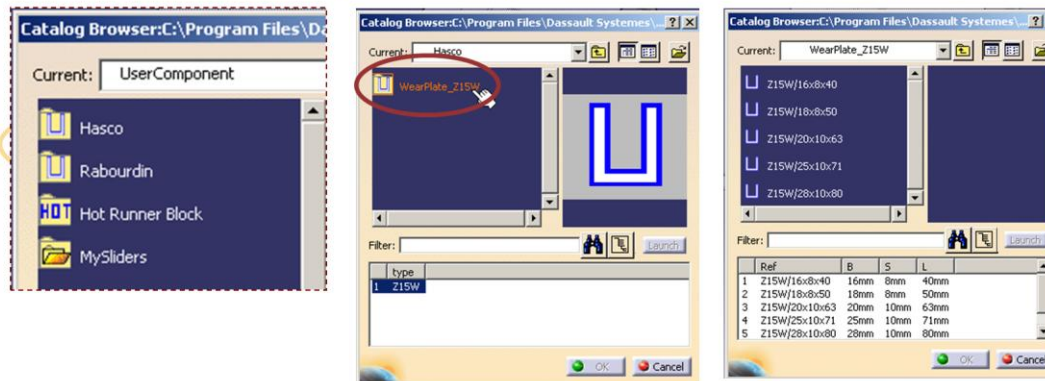 Catalog Browser:C:\Program Files\Da
Current: UserComponent
Hasco
Rabourdin
HOT Hot Runner Block
MySliders
Catalog Browser:C:\Program Files\Dassault Systemes\...
Current: Hasco
WearPlate_Z15W
Filter: Launch
type
1 Z15W
OK Cancel
Catalog Browser:C:\Program Files\Dassault Systemes\...
Current: WearPlate_Z15W
Z15W/16x8x40
Z15W/18x8x50
Z15W/20x10x63
Z15W/25x10x71
Z15W/28x10x80
Filter: Launch
Ref B S L
1 Z15W/16x8x40 16mm 8mm 40mm
2 Z15W/18x8x50 18mm 8mm 50mm
3 Z15W/20x10x63 20mm 10mm 63mm
4 Z15W/25x10x71 25mm 10mm 71mm
5 Z15W/28x10x80 28mm 10mm 80mm
OK Cancel